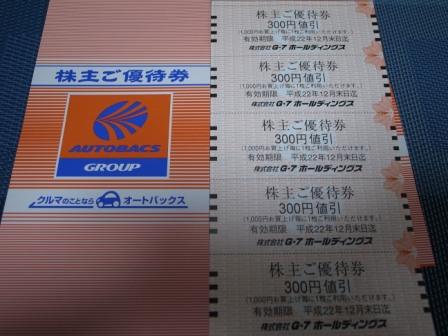 株主ご優待券
AUTOBACS
GROUP
クルマのことなら オートバックス
株主ご優待券
300円値引
(1,000円お買上げ毎に1枚ご利用いただけます。)
有効期限 平成22年12月末日迄
株式会社 G-7 ホールディングス
株主ご優待券
300円値引
(1,000円お買上げ毎に1枚ご利用いただけます。)
有効期限 平成22年12月末日迄
株式会社 G-7 ホールディングス
株主ご優待券
300円値引
(1,000円お買上げ毎に1枚ご利用いただけます。)
有効期限 平成22年12月末日迄
株式会社 G-7 ホールディングス
株主ご優待券
300円値引
(1,000円お買上げ毎に1枚ご利用いただけます。)
有効期限 平成22年12月末日迄
株式会社 G-7 ホールディングス
株主ご優待券
300円値引
(1,000円お買上げ毎に1枚ご利用いただけます。)
有効期限 平成22年12月末日迄
株式会社 G-7 ホールディングス